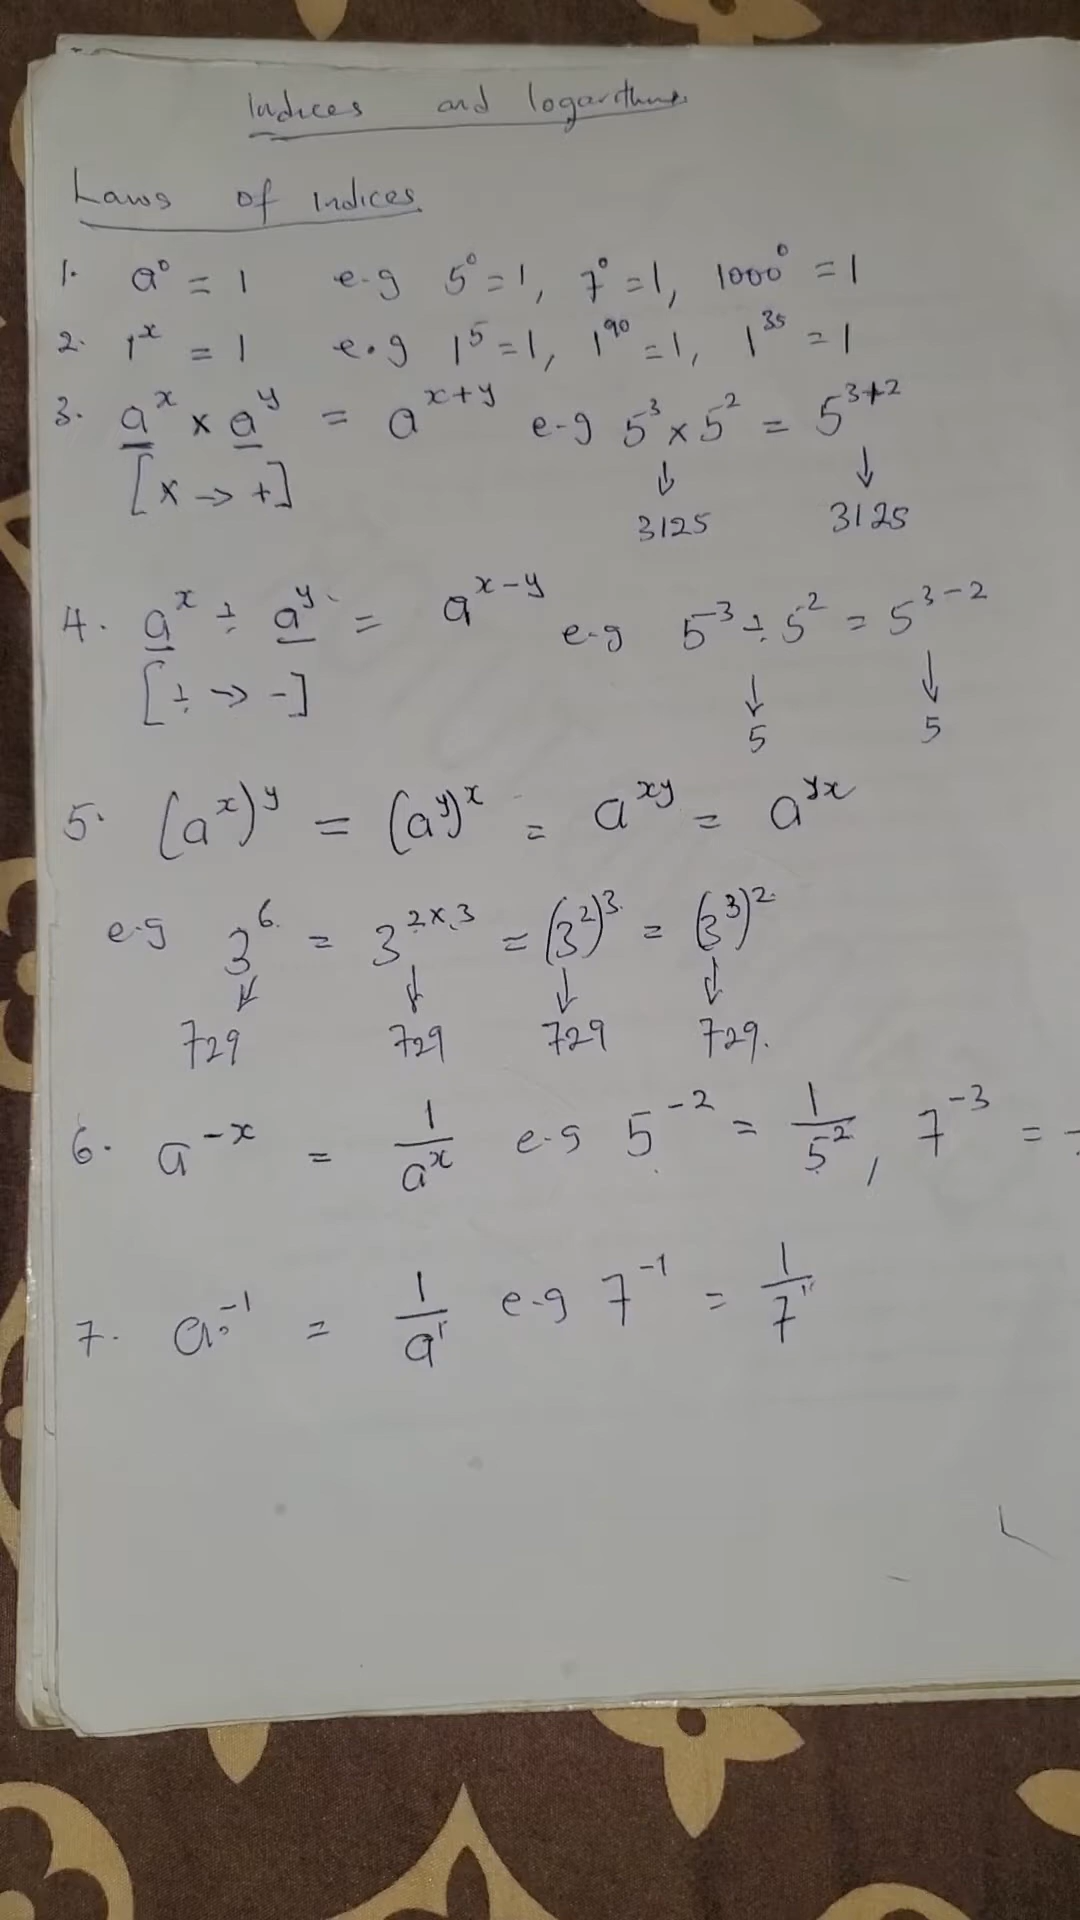 Indices and logarithms
Laws of indices
1. a⁰ = 1 e.g 5⁰ = 1, 7⁰ = 1, 1000⁰ = 1
2. 1ˣ = 1 e.g 1⁵ = 1, 1⁹⁰ = 1, 1³⁵ = 1
3. aˣ × aʸ = aˣ⁺ʸ e-g 5³ × 5² = 5³⁺²
[× → +] ↓ ↓
3125 3125
4. aˣ ÷ aʸ = aˣ⁻ʸ e-g 5³ ÷ 5² = 5³⁻²
[÷ → -] ↓ ↓
5 5
5. (aˣ)ʸ = (aʸ)ˣ = aˣʸ = aʸˣ
e.g 3⁶ = 3^(2×3) = (3²)³ = (3³)²
↓ ↓ ↓ ↓
729 729 729 729.
6. a⁻ˣ = 1/aˣ e-g 5⁻² = 1/5², 7⁻³ =
7. a⁻¹ = 1/a¹ e-g 7⁻¹ = 1/7¹